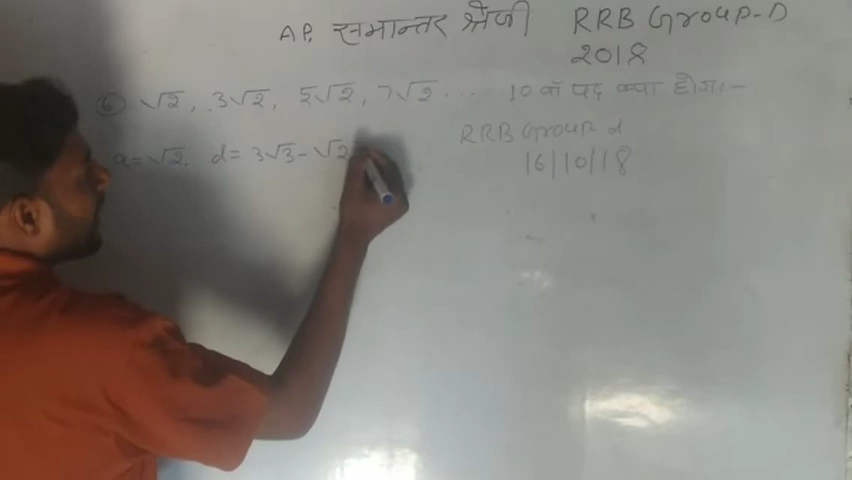 AP. समान्तर श्रेणी RRB Group-D
2018
⑥ √2, 3√2, 5√2, 7√2 ... 10 वाँ पद क्या होगा:-
RRB Group d
a=√2, d= 3√3-√2
16/10/18